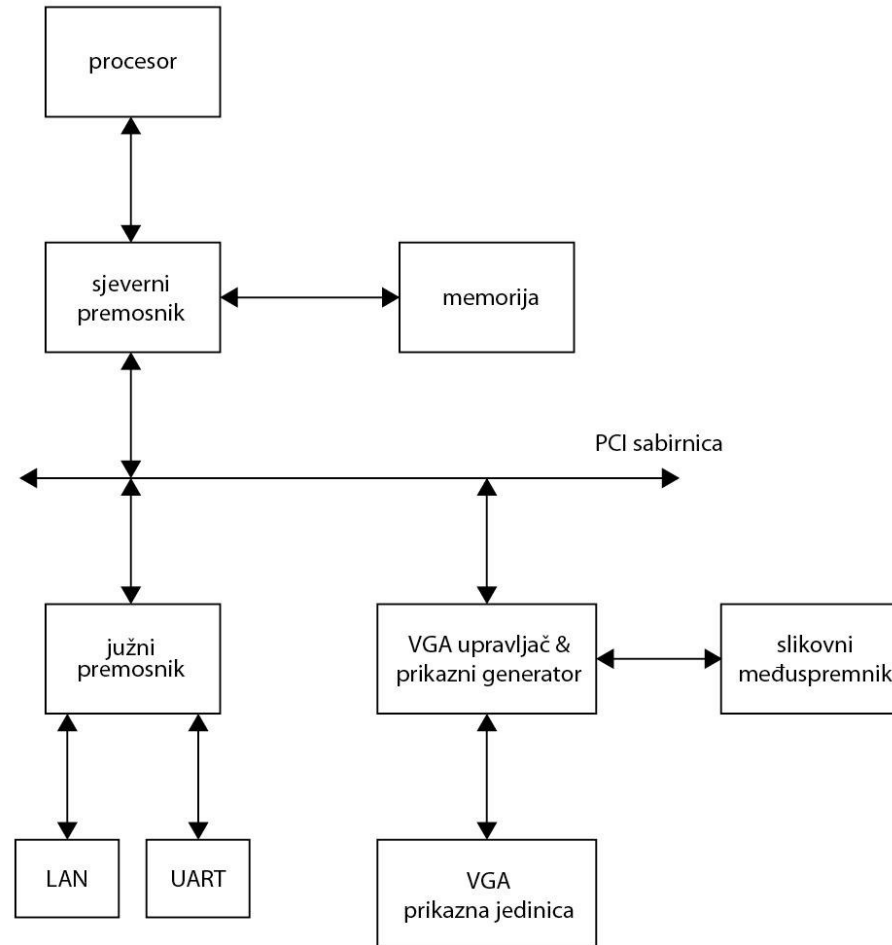 procesor
sjeverni
premosnik
memorija
PCI sabirnica
južni
premosnik
VGA upravljač &
prikazni generator
slikovni
međuspremnik
LAN
UART
VGA
prikazna jedinica